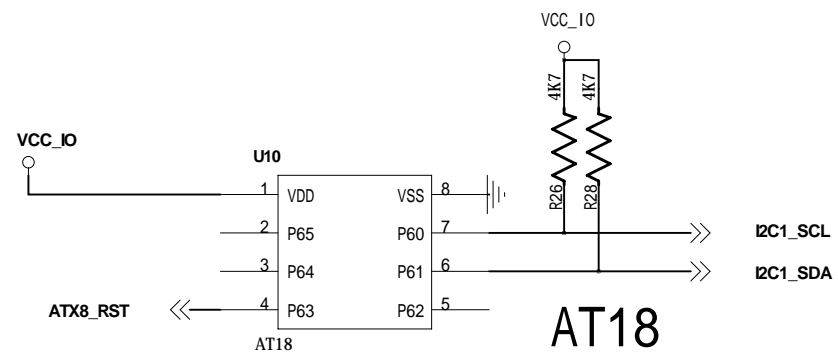 VCC_IO
4K7 4K7
VCC_IO
U10
R26 R28
1 VDD VSS 8
2 P65 P60 7 I2C1_SCL
3 P64 P61 6 I2C1_SDA
ATX8_RST 4 P63 P62 5
AT18
AT18